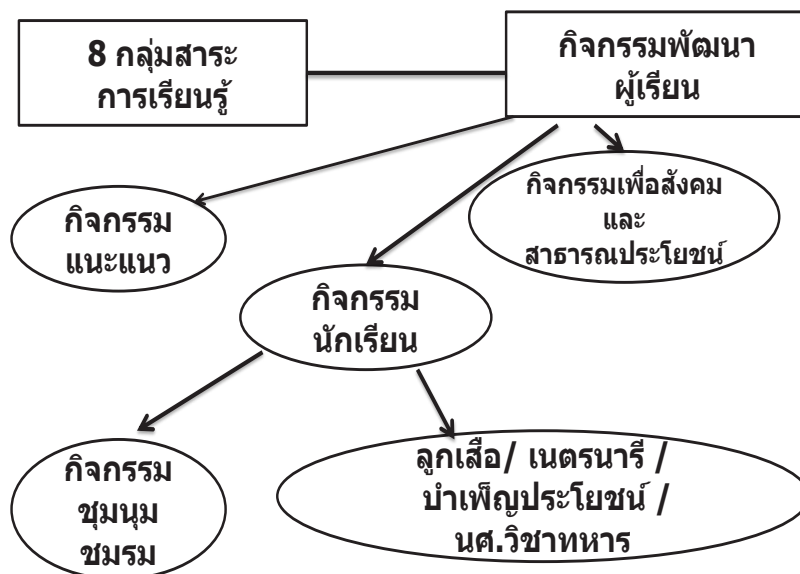 8 กลุ่มสาระ
การเรียนรู้
กิจกรรมพัฒนา
ผู้เรียน
กิจกรรม
แนะแนว
กิจกรรมเพื่อสังคม
และ
สาธารณประโยชน์
กิจกรรม
นักเรียน
กิจกรรม
ชุมนุม
ชมรม
ลูกเสือ/ เนตรนารี /
บำเพ็ญประโยชน์ /
นศ.วิชาทหาร